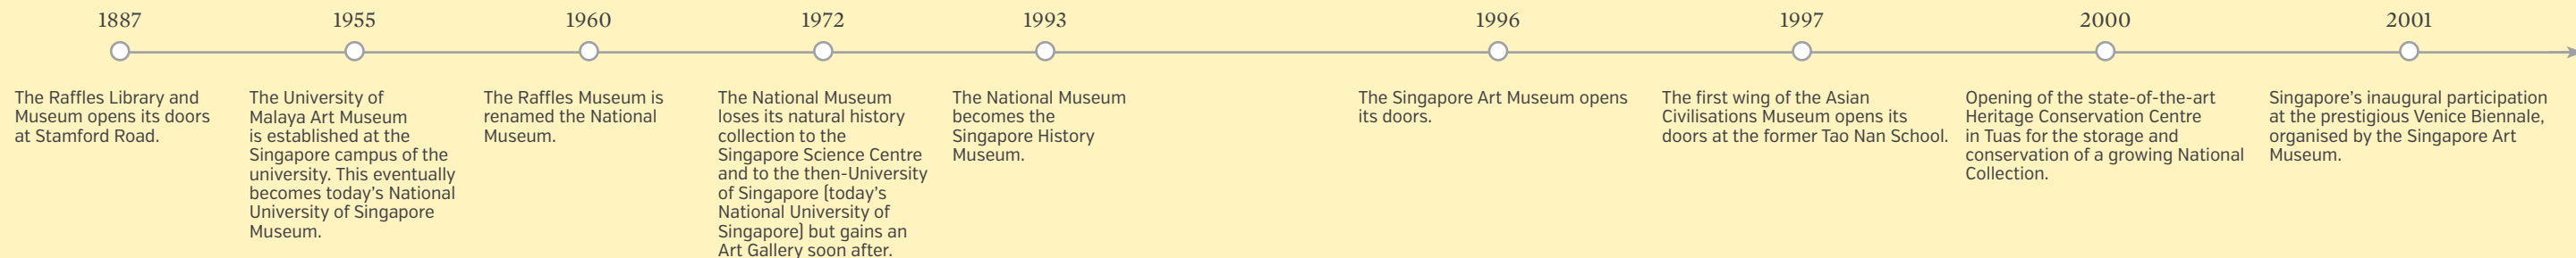 1887
The Raffles Library and
Museum opens its doors
at Stamford Road.
1955
The University of
Malaya Art Museum
is established at the
Singapore campus of the
university. This eventually
becomes today's National
University of Singapore
Museum.
1960
The Raffles Museum is
renamed the National
Museum.
1972
The National Museum
loses its natural history
collection to the
Singapore Science Centre
and to the then-University
of Singapore (today's
National University of
Singapore) but gains an
Art Gallery soon after.
1993
The National Museum
becomes the
Singapore History
Museum.
1996
The Singapore Art Museum opens
its doors.
1997
The first wing of the Asian
Civilisations Museum opens its
doors at the former Tao Nan School.
2000
Opening of the state-of-the-art
Heritage Conservation Centre
in Tuas for the storage and
conservation of a growing National
Collection.
2001
Singapore's inaugural participation
at the prestigious Venice Biennale,
organised by the Singapore Art
Museum.